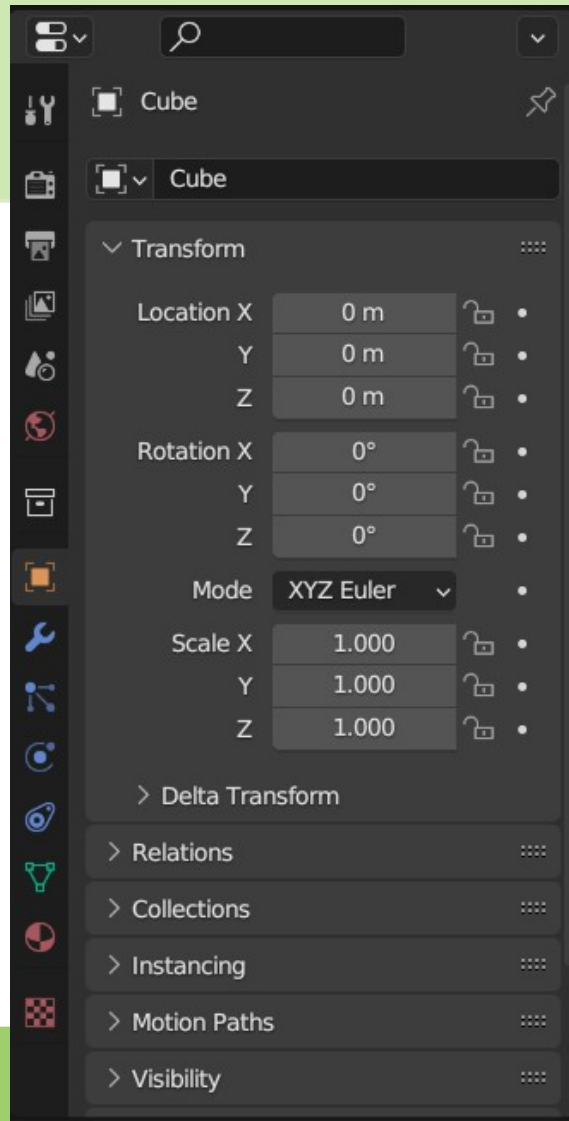 Cube
Cube
Transform
Location X 0 m
Y 0 m
Z 0 m
Rotation X 0°
Y 0°
Z 0°
Mode XYZ Euler
Scale X 1.000
Y 1.000
Z 1.000
Delta Transform
Relations
Collections
Instancing
Motion Paths
Visibility